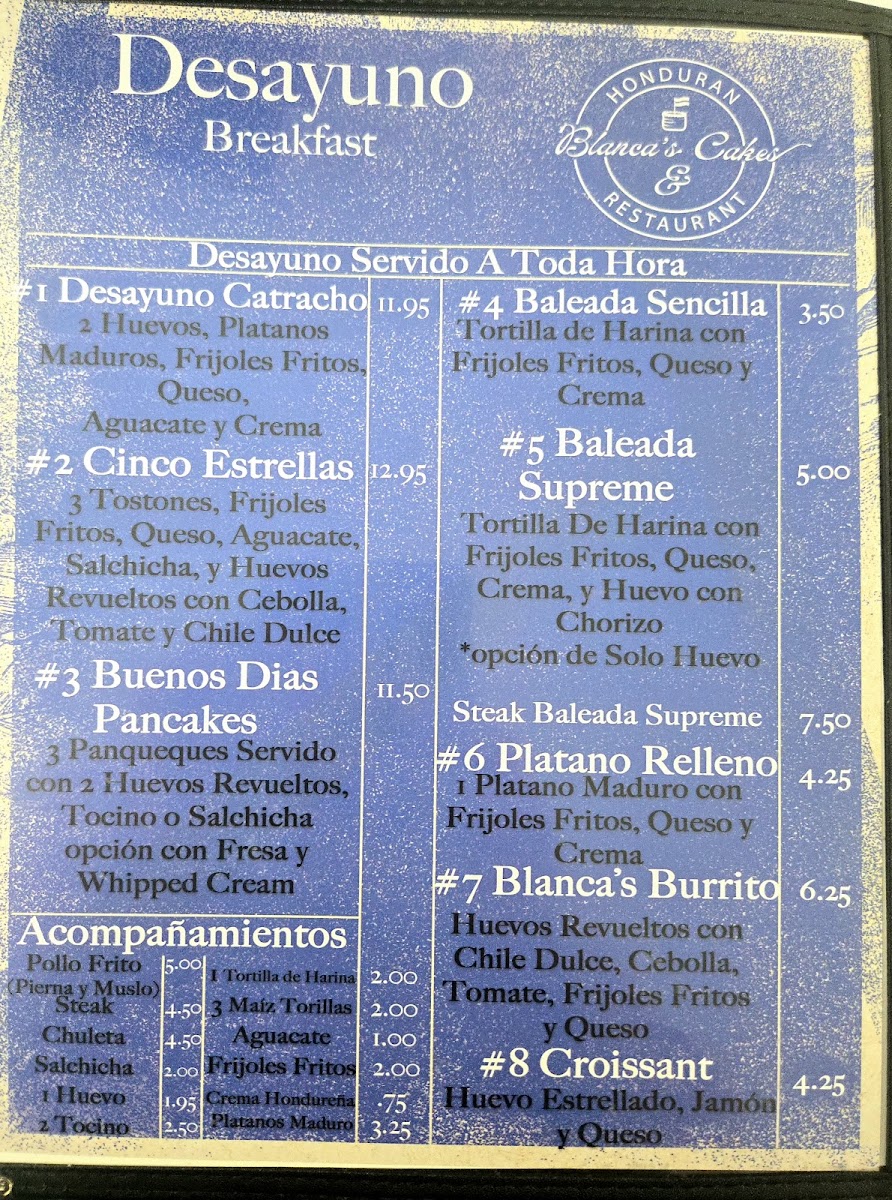 Desayuno
Breakfast
HONDURAN
Blanca's Cakes
&
RESTAURANT
Desayuno Servido A Toda Hora
#1 Desayuno Catracho 11.95
2 Huevos, Platanos
Maduros, Frijoles Fritos,
Queso,
Aguacate y Crema
#2 Cinco Estrellas 12.95
3 Tostones, Frijoles
Fritos, Queso, Aguacate,
Salchicha, y Huevos
Revueltos con Cebolla,
Tomate y Chile Dulce
#3 Buenos Dias 11.50
Pancakes
3 Panqueques Servido
con 2 Huevos Revueltos,
Tocino o Salchicha
opción con Fresa y
Whipped Cream
Acompañamientos
Pollo Frito 5.00
(Pierna y Muslo)
Steak 4.50
Chuleta 4.50
Salchicha 2.00
1 Huevo 1.95
2 Tocino 2.50
1 Tortilla de Harina 2.00
3 Maíz Torillas 2.00
Aguacate 1.00
Frijoles Fritos 2.00
Crema Hondureña .75
Platanos Maduro 3.25
#4 Baleada Sencilla 3.50
Tortilla de Harina con
Frijoles Fritos, Queso y
Crema
#5 Baleada
Supreme 5.00
Tortilla De Harina con
Frijoles Fritos, Queso,
Crema, y Huevo con
Chorizo
*opción de Solo Huevo
Steak Baleada Supreme 7.50
#6 Platano Relleno 4.25
1 Platano Maduro con
Frijoles Fritos, Queso y
Crema
#7 Blanca's Burrito 6.25
Huevos Revueltos con
Chile Dulce, Cebolla,
Tomate, Frijoles Fritos
y Queso
#8 Croissant 4.25
Huevo Estrellado, Jamón
y Queso